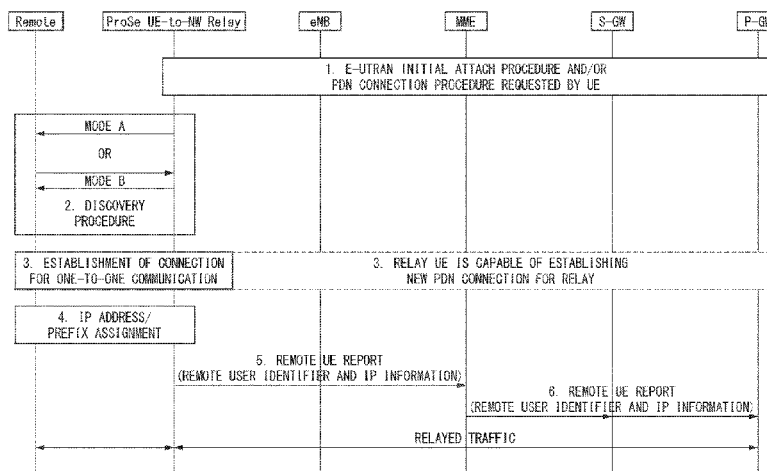 Remote
ProSe UE-to-NW Relay
eNB
MME
S-GW
P-GW
1. E-UTRAN INITIAL ATTACH PROCEDURE AND/OR
PDN CONNECTION PROCEDURE REQUESTED BY UE
MODE A
OR
MODE B
2. DISCOVERY
PROCEDURE
3. ESTABLISHMENT OF CONNECTION
FOR ONE-TO-ONE COMMUNICATION
3. RELAY UE IS CAPABLE OF ESTABLISHING
NEW PDN CONNECTION FOR RELAY
4. IP ADDRESS/
PREFIX ASSIGNMENT
5. REMOTE UE REPORT
(REMOTE USER IDENTIFIER AND IP INFORMATION)
6. REMOTE UE REPORT
(REMOTE USER IDENTIFIER AND IP INFORMATION)
RELAYED TRAFFIC